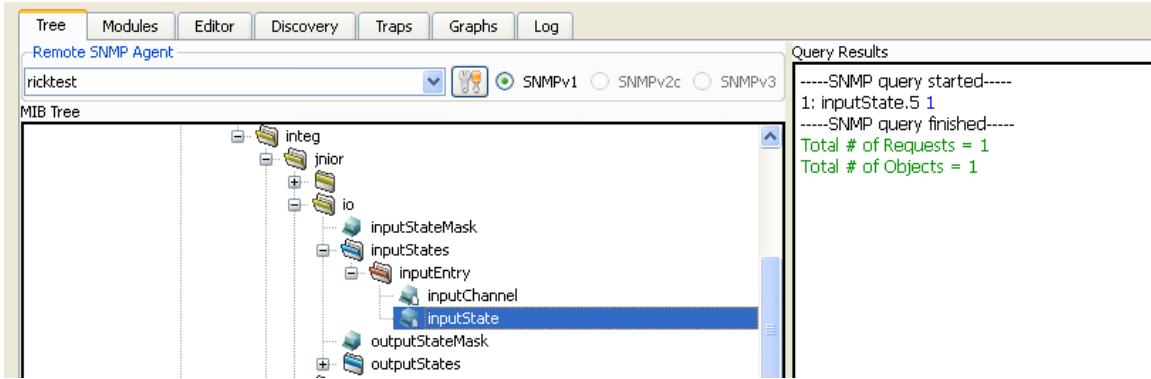 Tree Modules Editor Discovery Traps Graphs Log
Remote SNMP Agent
ricktest SNMPv1 SNMPv2c SNMPv3
MIB Tree
integ
jnior
io
inputStateMask
inputStates
inputEntry
inputChannel
inputState
outputStateMask
outputStates
Query Results
-----SNMP query started-----
1: inputState.5 1
-----SNMP query finished-----
Total # of Requests = 1
Total # of Objects = 1